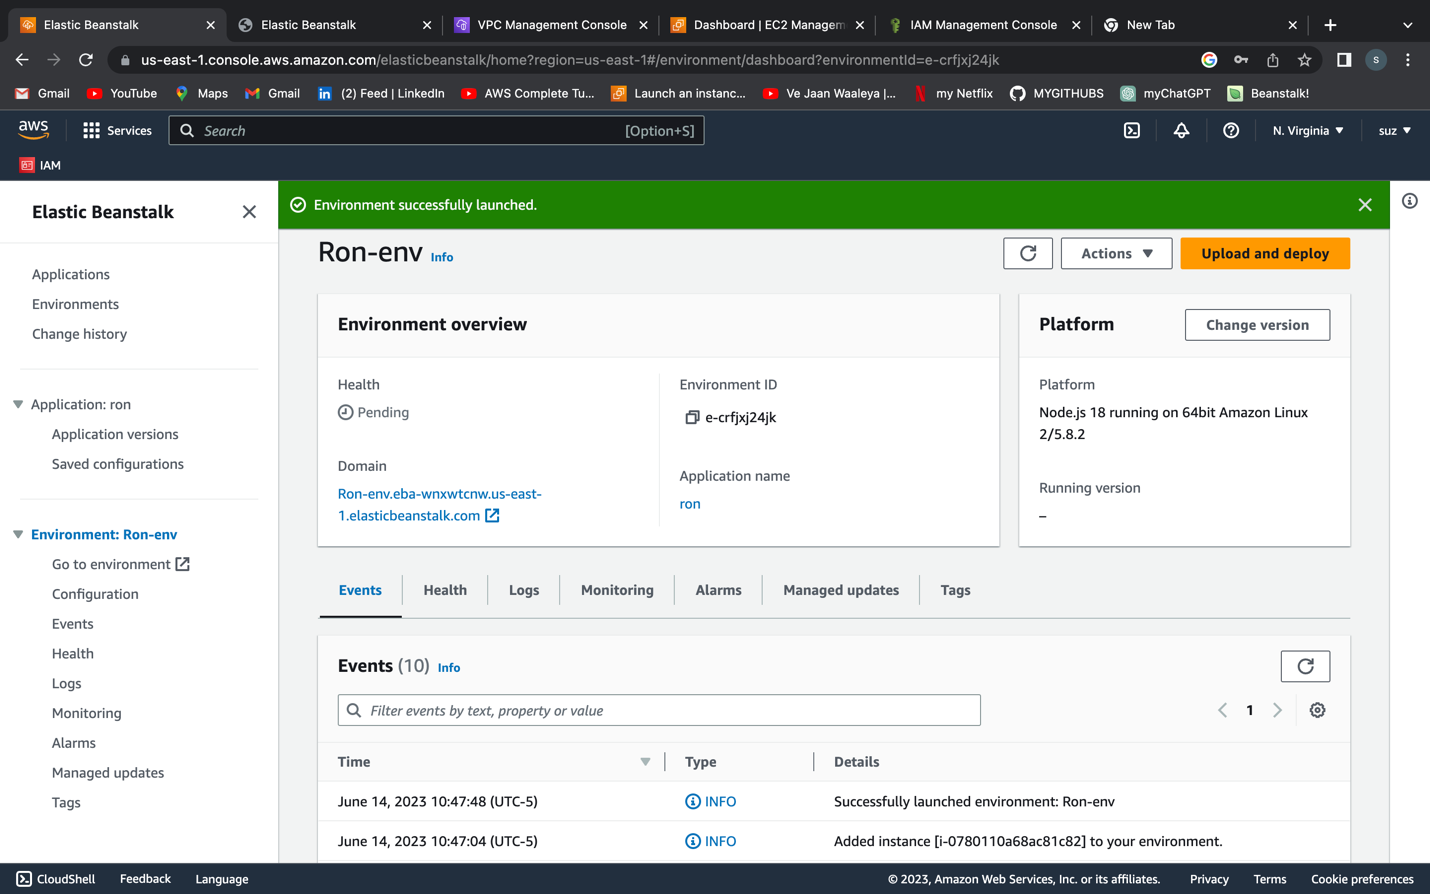 Elastic Beanstalk
Elastic Beanstalk
VPC Management Console
Dashboard | EC2 Managem
IAM Management Console
New Tab
us-east-1.console.aws.amazon.com/elasticbeanstalk/home?region=us-east-1#/environment/dashboard?environmentId=e-crfjxj24jk
S
Gmail
YouTube
Maps
Gmail
(2) Feed | LinkedIn
AWS Complete Tu...
Launch an instanc...
Ve Jaan Waaleya |...
my Netflix
MYGITHUBS
myChatGPT
Beanstalk!
aws
Services
Search
[Option+S]
N. Virginia
suz
IAM
Elastic Beanstalk
Applications
Environments
Change history
Application: ron
Application versions
Saved configurations
Environment: Ron-env
Go to environment
Configuration
Events
Health
Logs
Monitoring
Alarms
Managed updates
Tags
Environment successfully launched.
Ron-env Info
Actions
Upload and deploy
Environment overview
Health
Pending
Domain
Ron-env.eba-wnxwtcnw.us-east-
1.elasticbeanstalk.com
Environment ID
e-crfjxj24jk
Application name
ron
Platform
Change version
Platform
Node.js 18 running on 64bit Amazon Linux
2/5.8.2
Running version
–
Events
Health
Logs
Monitoring
Alarms
Managed updates
Tags
Events (10) Info
Filter events by text, property or value
1
Time
Type
Details
June 14, 2023 10:47:48 (UTC-5)
INFO
Successfully launched environment: Ron-env
June 14, 2023 10:47:04 (UTC-5)
INFO
Added instance [i-0780110a68ac81c82] to your environment.
CloudShell
Feedback
Language
© 2023, Amazon Web Services, Inc. or its affiliates.
Privacy
Terms
Cookie preferences